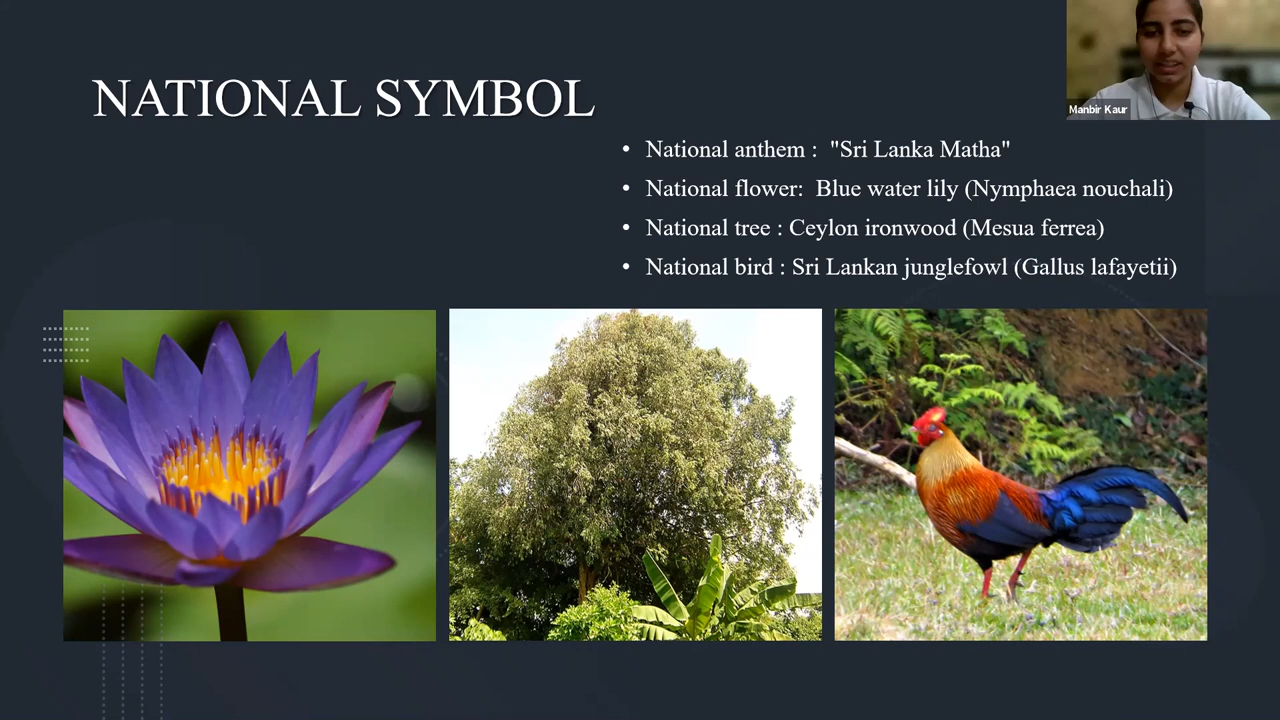 NATIONAL SYMBOL
Manbir Kaur
• National anthem : "Sri Lanka Matha"
• National flower: Blue water lily (Nymphaea nouchali)
• National tree : Ceylon ironwood (Mesua ferrea)
• National bird : Sri Lankan junglefowl (Gallus lafayetii)